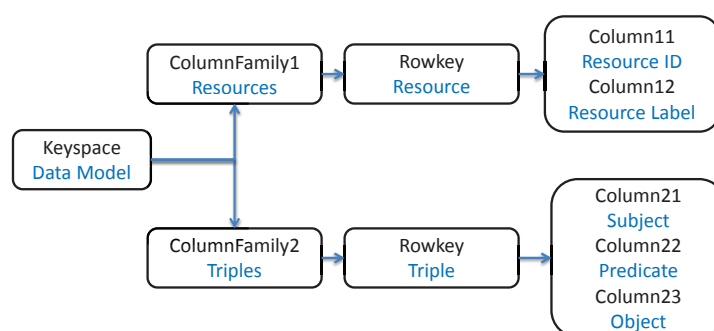 Keyspace
Data Model
ColumnFamily1
Resources
Rowkey
Resource
Column11
Resource ID
Column12
Resource Label
ColumnFamily2
Triples
Rowkey
Triple
Column21
Subject
Column22
Predicate
Column23
Object